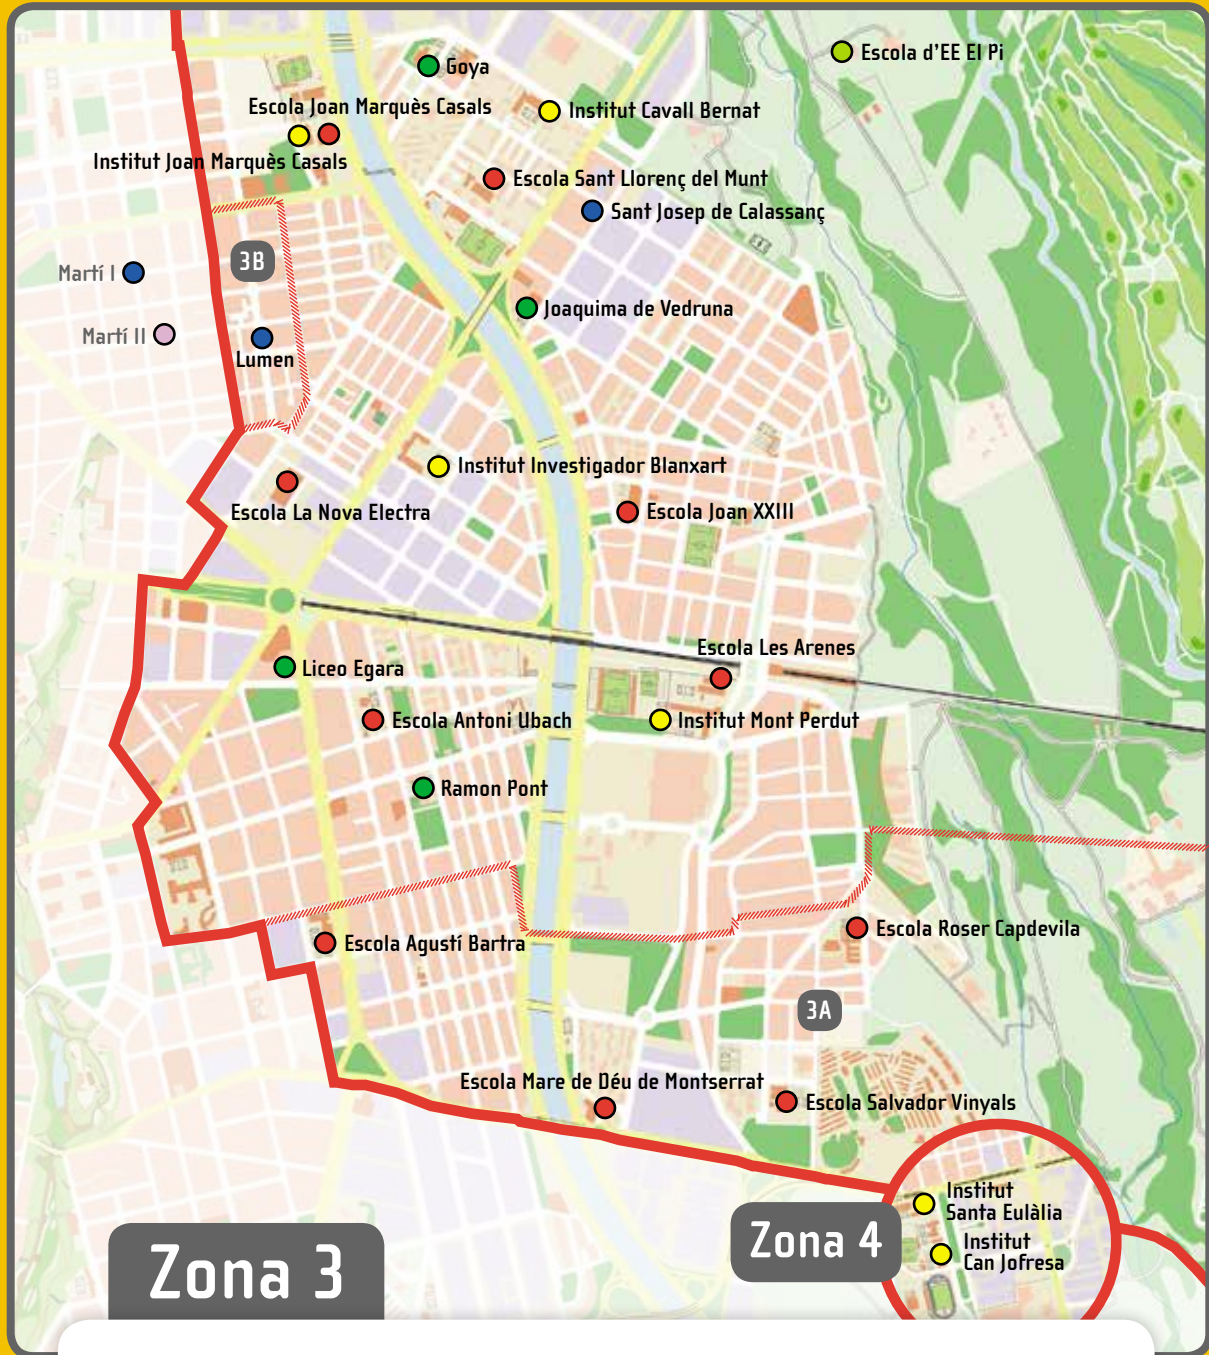 Escola d'EE El Pi
Goya
Escola Joan Marquès Casals
Institut Cavall Bernat
Institut Joan Marquès Casals
Escola Sant Llorenç del Munt
Sant Josep de Calassanç
3B
Martí I
Joaquima de Vedruna
Martí II
Lumen
Institut Investigador Blanxart
Escola La Nova Electra
Escola Joan XXIII
Escola Les Arenes
Liceo Egara
Escola Antoni Ubach
Institut Mont Perdut
Ramon Pont
Escola Agustí Bartra
Escola Roser Capdevila
3A
Escola Mare de Déu de Montserrat
Escola Salvador Vinyals
Institut
Santa Eulàlia
Institut
Can Jofresa
Zona 4
Zona 3